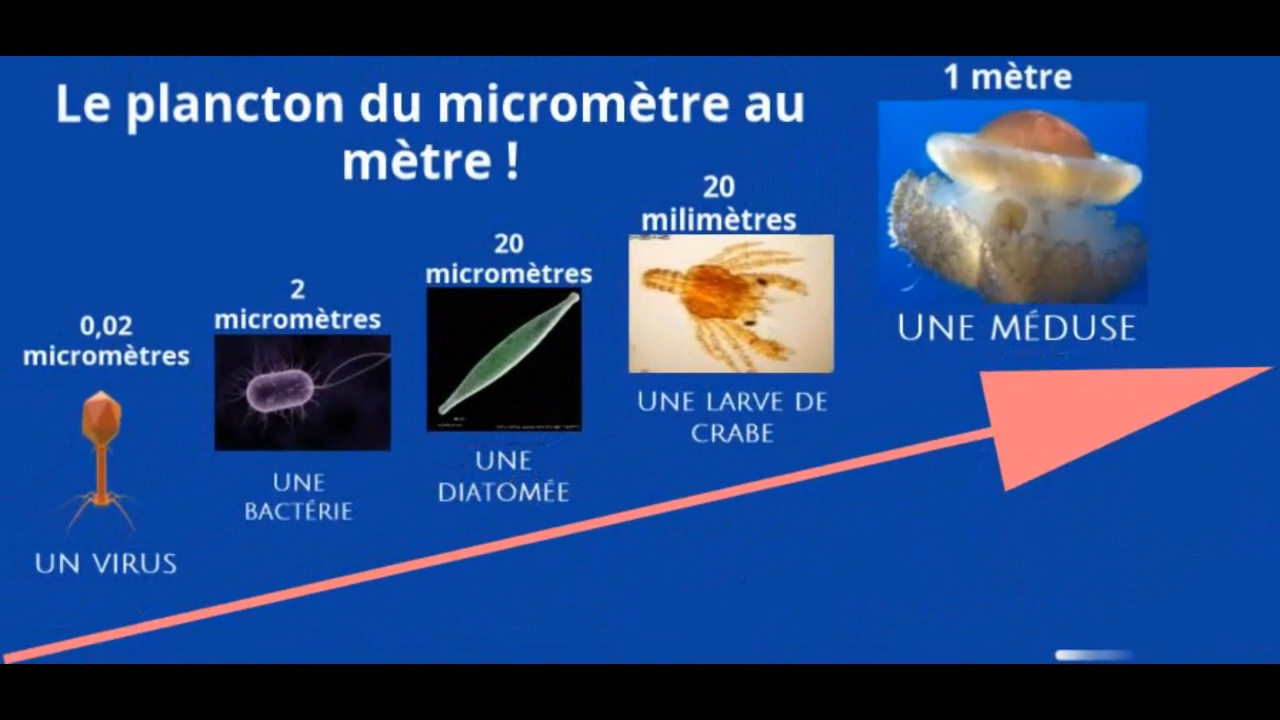 Le plancton du micromètre au
mètre !
0,02
micromètres
UN VIRUS
2
micromètres
UNE
BACTÉRIE
20
micromètres
UNE
DIATOMÉE
20
milimètres
UNE LARVE DE
CRABE
1 mètre
UNE MÉDUSE